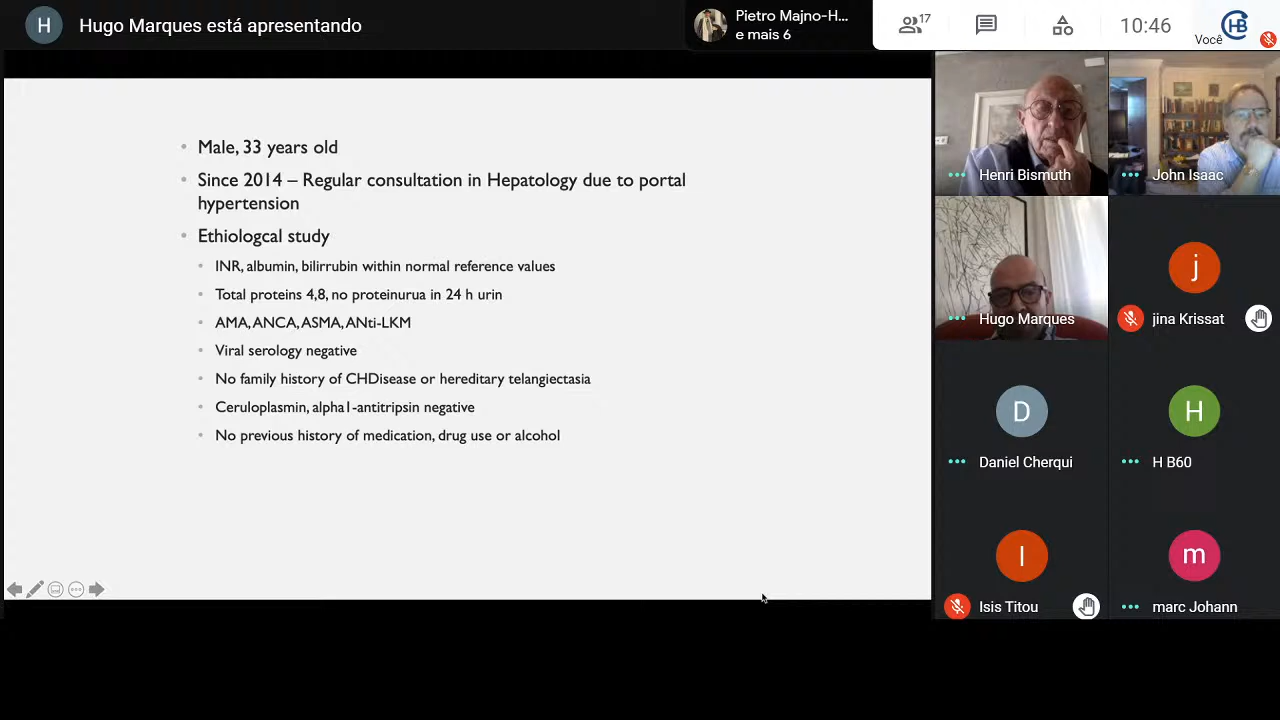 H
Hugo Marques está apresentando
Pietro Majno-H...
e mais 6
17
10:46
Você
HB
• Male, 33 years old
• Since 2014 – Regular consultation in Hepatology due to portal
hypertension
• Ethiologcal study
• INR, albumin, bilirrubin within normal reference values
• Total proteins 4,8, no proteinurua in 24 h urin
• AMA, ANCA, ASMA, ANti-LKM
• Viral serology negative
• No family history of CHDisease or hereditary telangiectasia
• Ceruloplasmin, alpha1-antitripsin negative
• No previous history of medication, drug use or alcohol
Henri Bismuth
John Isaac
Hugo Marques
j
jina Krissat
D
Daniel Cherqui
H
H B60
I
Isis Titou
m
marc Johann